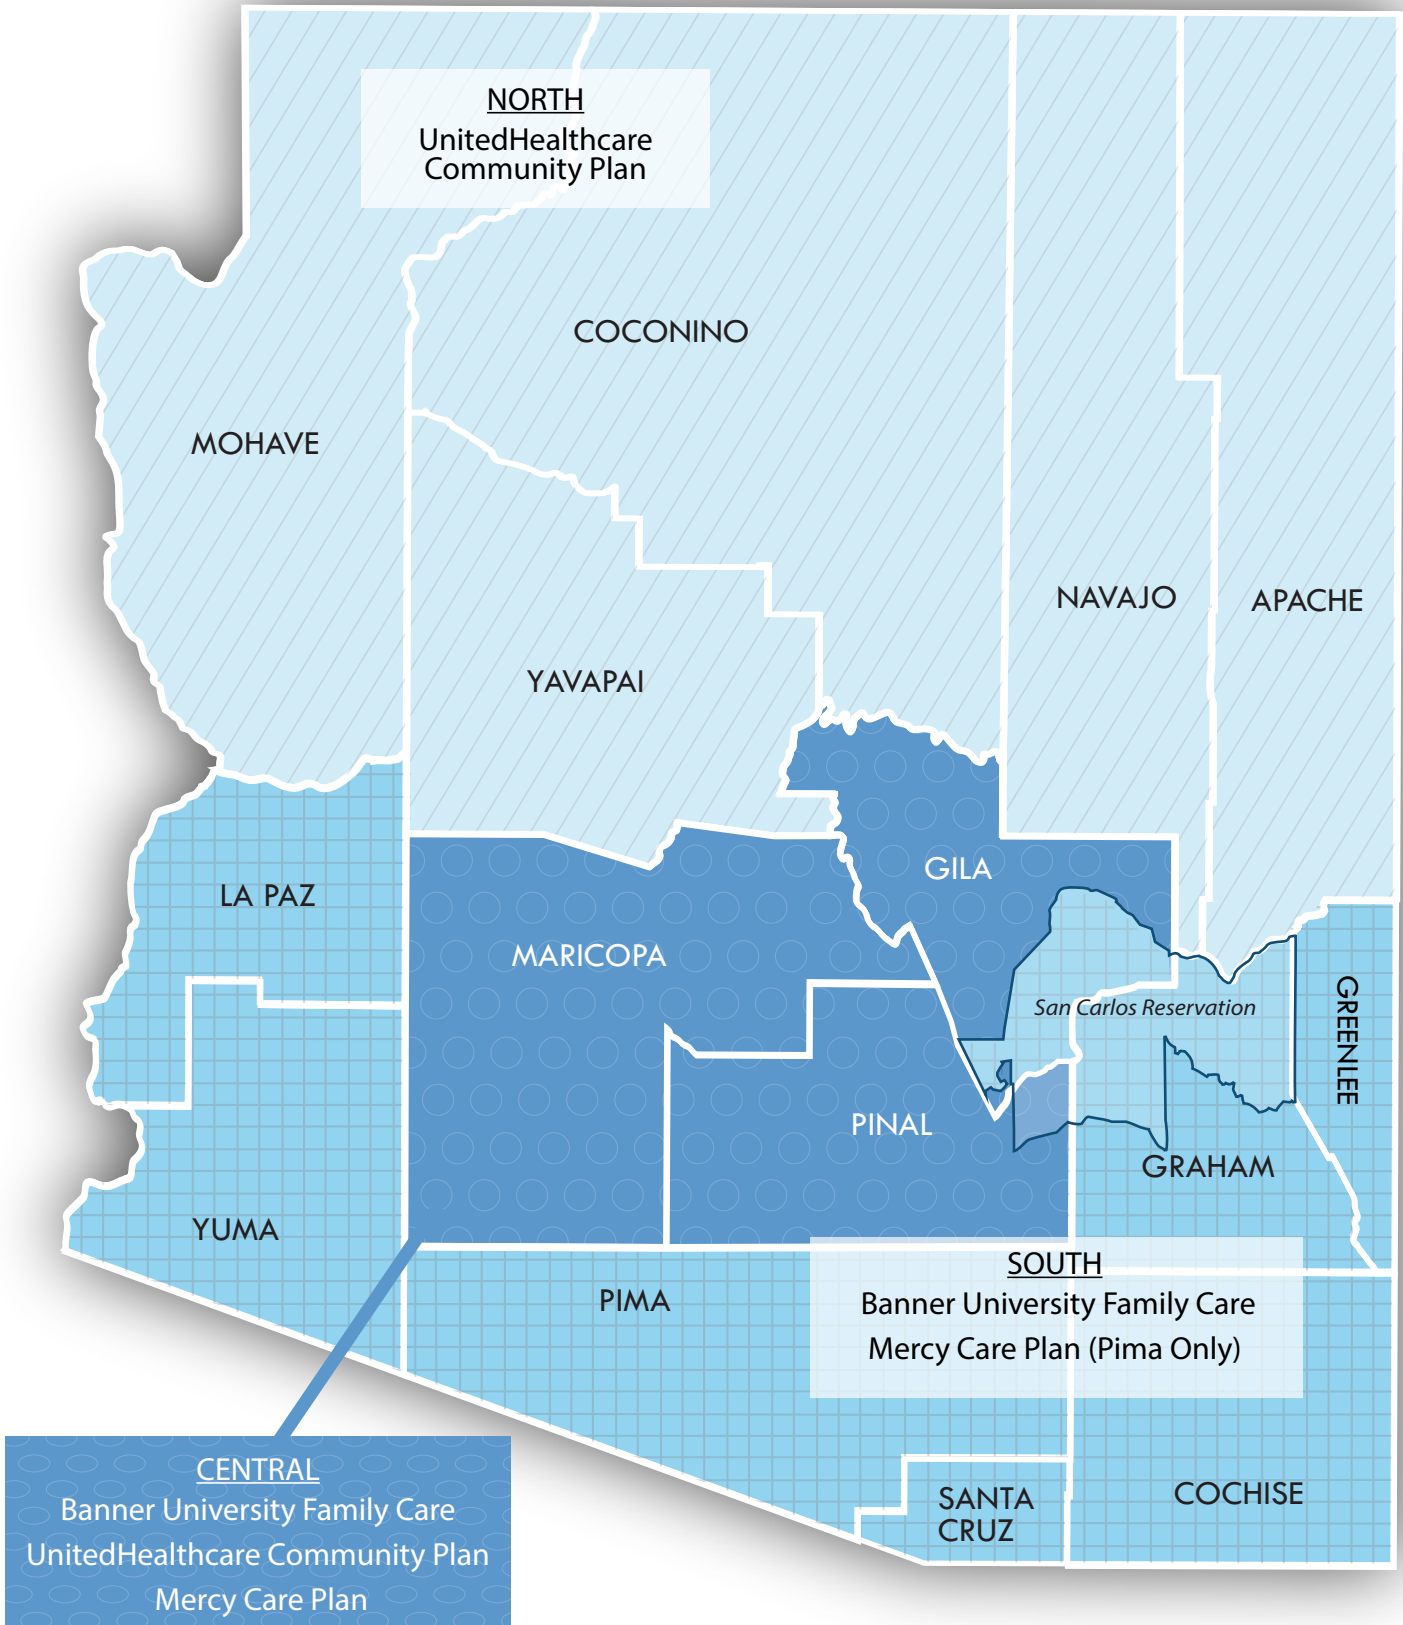 NORTH
UnitedHealthcare
Community Plan
COCONINO
MOHAVE
NAVAJO
APACHE
YAVAPAI
GILA
LA PAZ
MARICOPA
San Carlos Reservation
GREENLEE
PINAL
GRAHAM
YUMA
SOUTH
Banner University Family Care
Mercy Care Plan (Pima Only)
PIMA
CENTRAL
Banner University Family Care
UnitedHealthcare Community Plan
Mercy Care Plan
SANTA
CRUZ
COCHISE